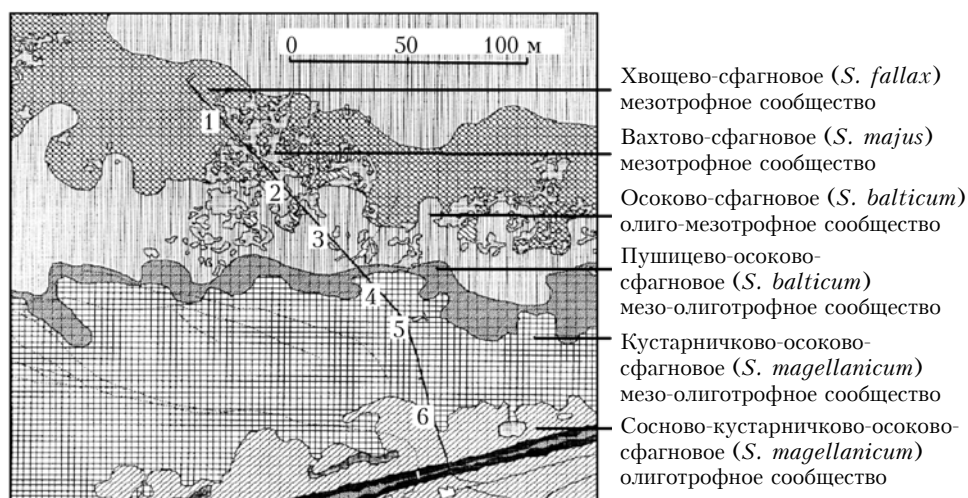 0 50 100 м
Хвощево-сфагновое (S. fallax)
мезотрофное сообщество
1
Вахтово-сфагновое (S. majus)
мезотрофное сообщество
2
Осоково-сфагновое (S. balticum)
олиго-мезотрофное сообщество
3
Пушицево-осоково-
сфагновое (S. balticum)
мезо-олиготрофное сообщество
4
5
Кустарничково-осоково-
сфагновое (S. magellanicum)
мезо-олиготрофное сообщество
6
Сосново-кустарничково-осоково-
сфагновое (S. magellanicum)
олиготрофное сообщество